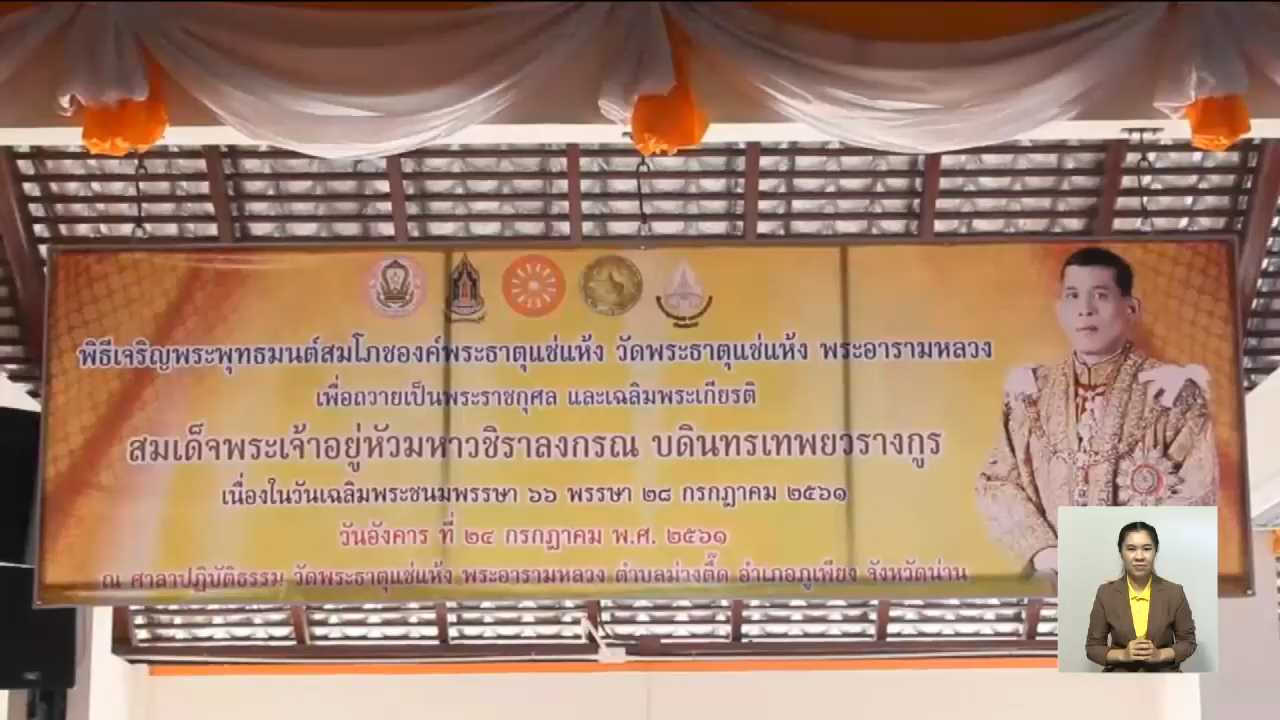 พิธีเจริญพระพุทธมนต์สมโภชองค์พระธาตุแช่แห้ง วัดพระธาตุแช่แห้ง พระอารามหลวง
เพื่อถวายเป็นพระราชกุศล และเฉลิมพระเกียรติ
สมเด็จพระเจ้าอยู่หัวมหาวชิราลงกรณ บดินทรเทพยวรางกูร
เนื่องในวันเฉลิมพระชนมพรรษา ๖๖ พรรษา ๒๘ กรกฎาคม ๒๕๖๑
วันอังคาร ที่ ๒๔ กรกฎาคม พ.ศ. ๒๕๖๑
ณ ศาลาปฏิบัติธรรม วัดพระธาตุแช่แห้ง พระอารามหลวง ตำบลม่วงตึ๊ด อำเภอภูเพียง จังหวัดน่าน